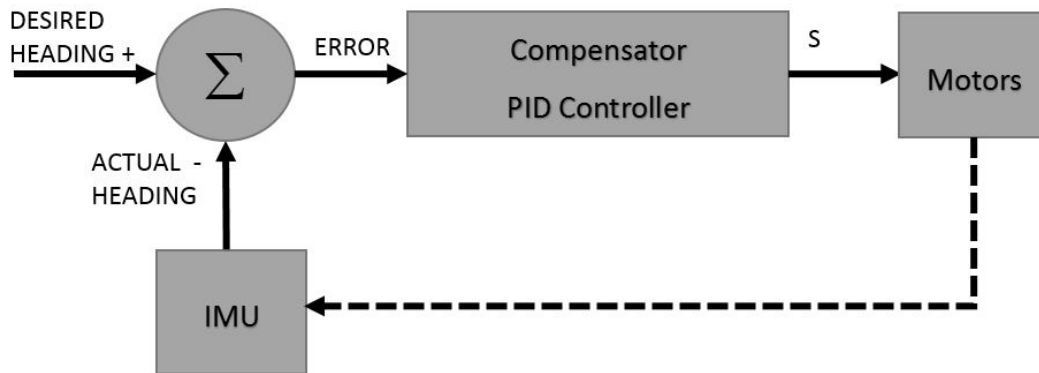 DESIRED
HEADING +
Σ
ERROR
Compensator
PID Controller
S
Motors
ACTUAL -
HEADING
IMU